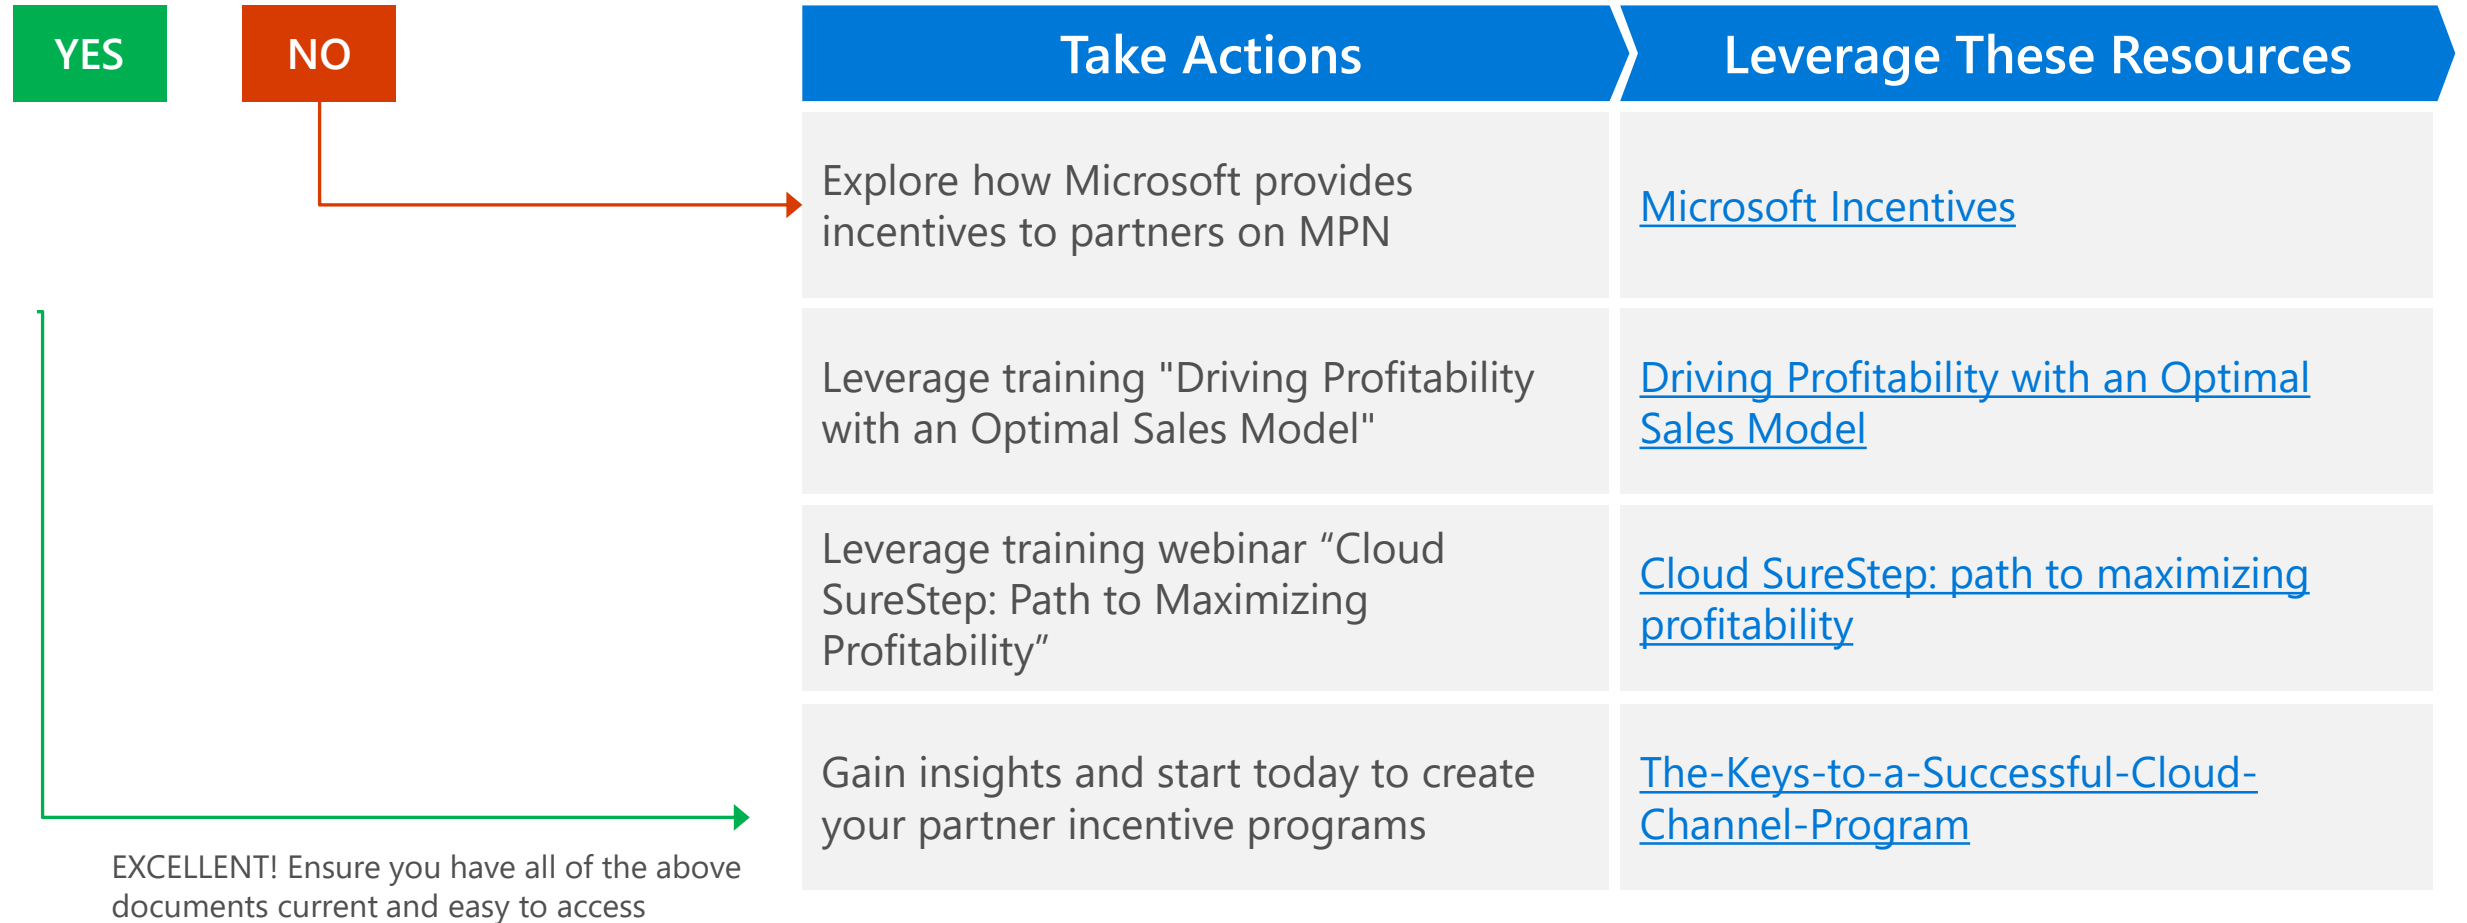 YES
NO
Take Actions
Leverage These Resources
Explore how Microsoft provides
incentives to partners on MPN
Microsoft Incentives
Leverage training "Driving Profitability
with an Optimal Sales Model"
Driving Profitability with an Optimal
Sales Model
Leverage training webinar “Cloud
SureStep: Path to Maximizing
Profitability”
Cloud SureStep: path to maximizing
profitability
Gain insights and start today to create
your partner incentive programs
The-Keys-to-a-Successful-Cloud-
Channel-Program
EXCELLENT! Ensure you have all of the above
documents current and easy to access